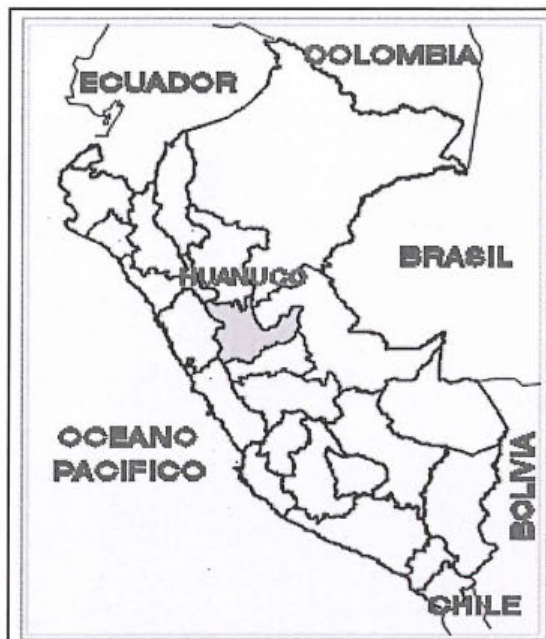 COLOMBIA
ECUADOR
BRASIL
HUANUCO
OCEANO
PACIFICO
BOLIVIA
CHILE